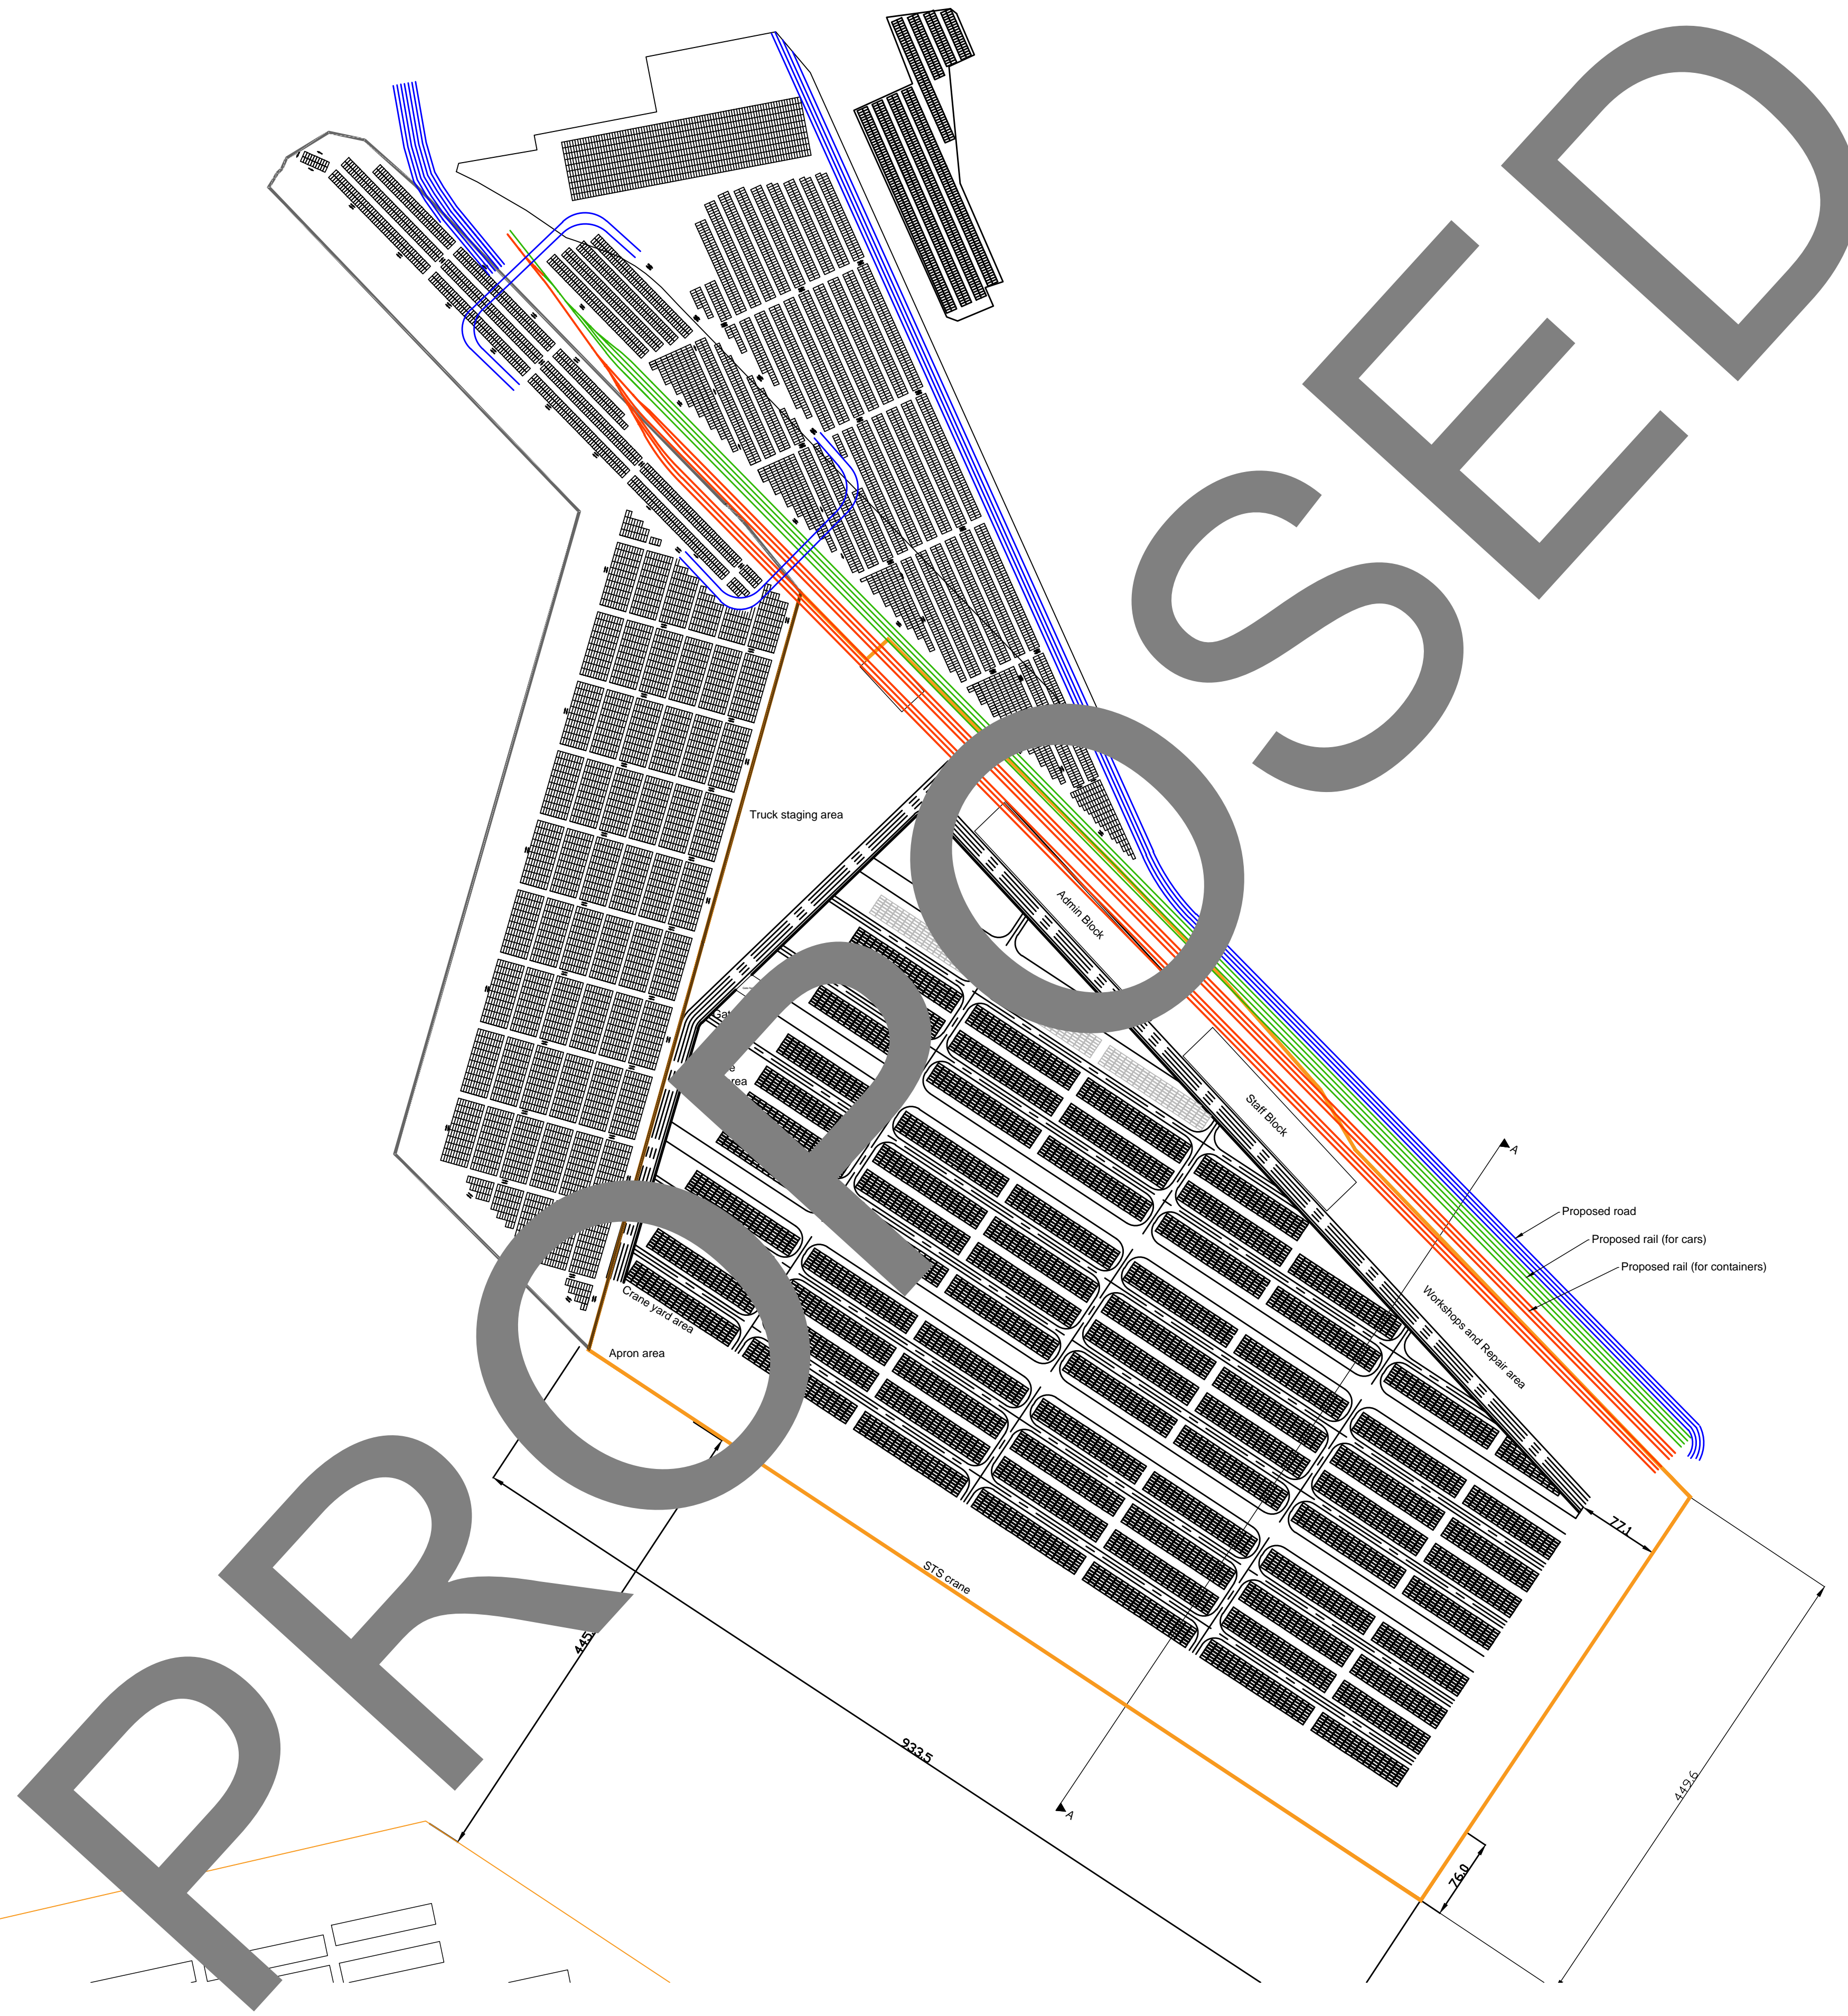 PROPOSED
Truck staging area
Admin Block
Staff Block
A
Proposed road
Proposed rail (for cars)
Proposed rail (for containers)
Workshops and Repair area
Crane yard area
Apron area
77.1
STS crane
933.5
449.6
A
76.0